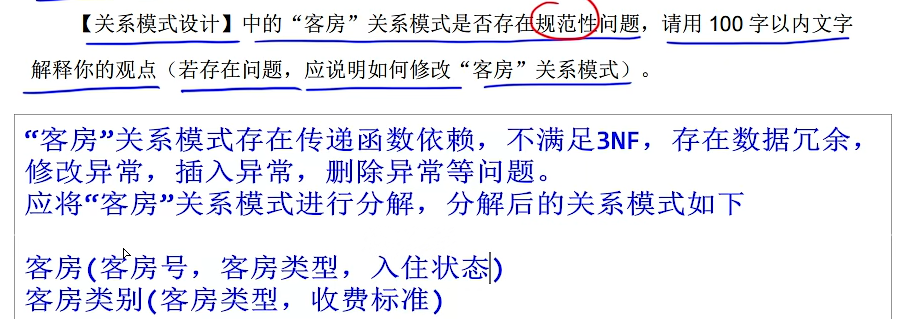 【关系模式设计】中的“客房”关系模式是否存在规范性问题，请用 100 字以内文字
解释你的观点（若存在问题，应说明如何修改“客房”关系模式）。
“客房”关系模式存在传递函数依赖，不满足3NF，存在数据冗余，
修改异常，插入异常，删除异常等问题。
应将“客房”关系模式进行分解，分解后的关系模式如下
客房(客房号，客房类型，入住状态)
客房类别(客房类型，收费标准)